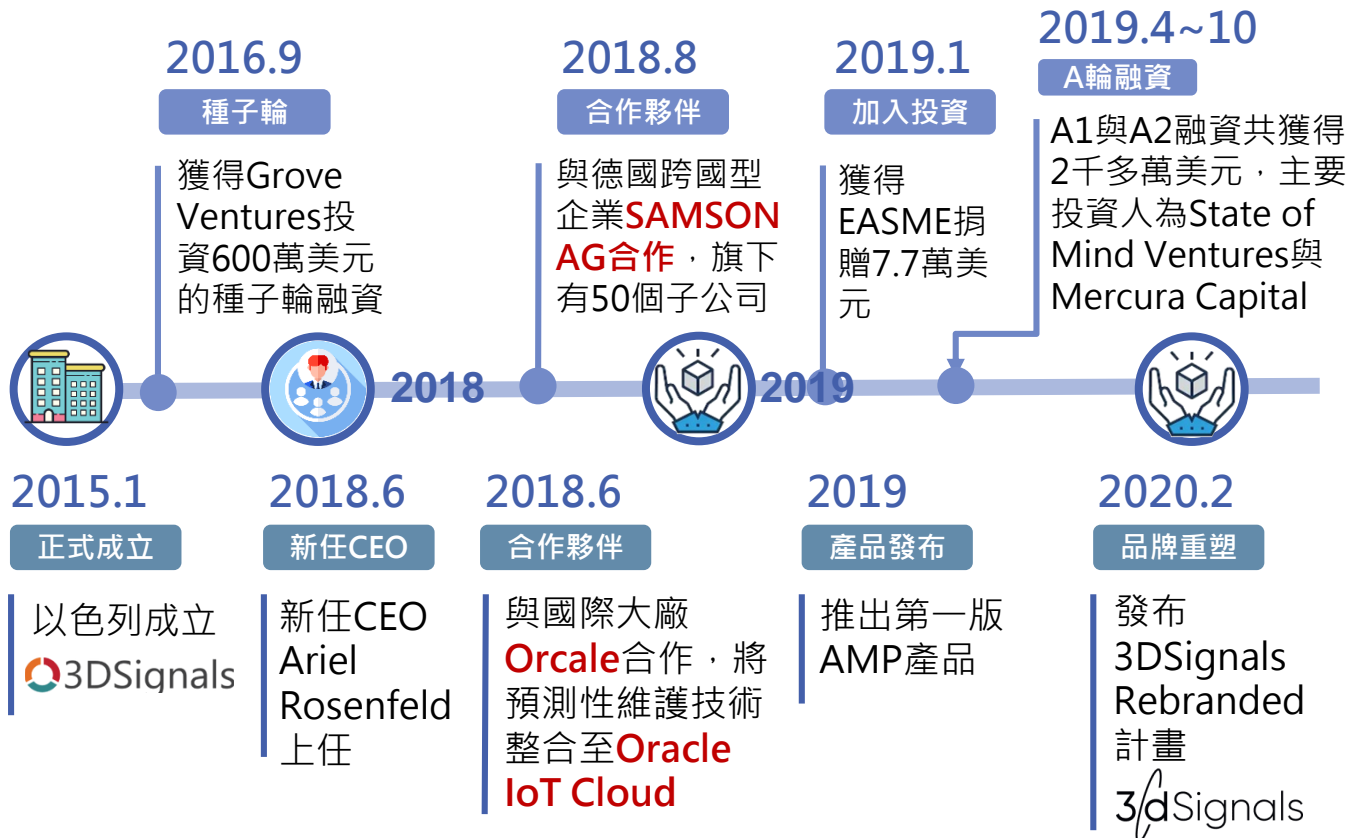 2016.9
種子輪
獲得Grove
Ventures投
資600萬美元
的種子輪融資
2018.8
合作夥伴
與德國跨國型
企業SAMSON
AG合作，旗下
有50個子公司
2019.1
加入投資
獲得
EASME捐
贈7.7萬美
元
2019.4~10
A輪融資
A1與A2融資共獲得
2千多萬美元，主要
投資人為State of
Mind Ventures與
Mercura Capital
2018
2019
2015.1
正式成立
以色列成立
3DSignals
2018.6
新任CEO
新任CEO
Ariel
Rosenfeld
上任
2018.6
合作夥伴
與國際大廠
Orcale合作，將
預測性維護技術
整合至Oracle
IoT Cloud
2019
產品發布
推出第一版
AMP產品
2020.2
品牌重塑
發布
3DSignals
Rebranded
計畫
3dSignals